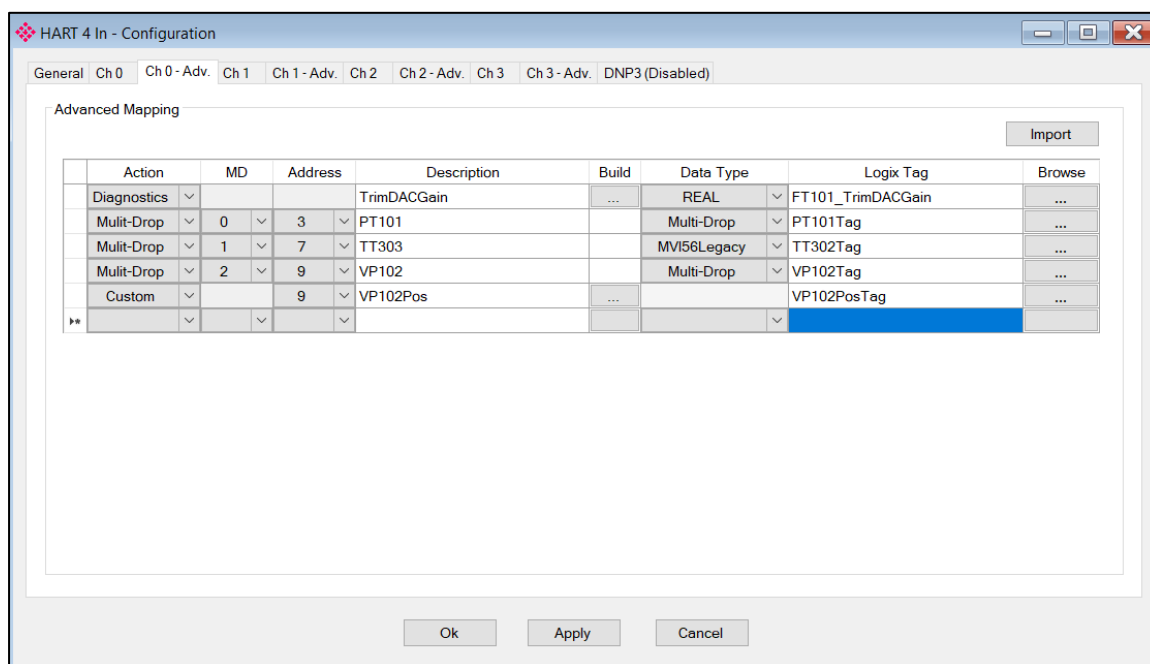 HART 4 In - Configuration
General Ch 0 Ch 0 - Adv. Ch 1 Ch 1 - Adv. Ch 2 Ch 2 - Adv. Ch 3 Ch 3 - Adv. DNP3 (Disabled)
Advanced Mapping
Import
Action MD Address Description Build Data Type Logix Tag Browse
Diagnostics TrimDACGain ... REAL FT101_TrimDACGain ...
Mulit-Drop 0 3 PT101 Multi-Drop PT101Tag ...
Mulit-Drop 1 7 TT303 MVI56Legacy TT302Tag ...
Mulit-Drop 2 9 VP102 Multi-Drop VP102Tag ...
Custom 9 VP102Pos ... VP102PosTag ...
Ok Apply Cancel